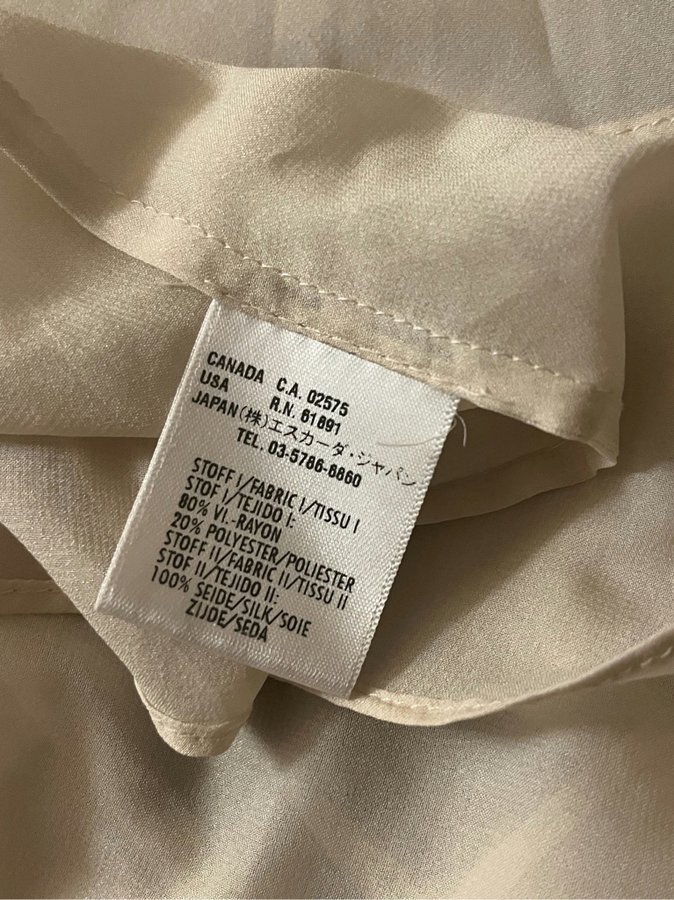 CANADA C.A. 02575
USA R.N. 61691
JAPAN(株)エスカーダ・ジャパン
TEL. 03-5786-6860
STOFF I/FABRIC I/TISSU I
STOF I/TEJIDO I:
80% VI.-RAYON
20% POLYESTER/POLIESTER
STOFF II/FABRIC II/TISSU II
STOF II/TEJIDO II:
100% SEIDE/SILK/SOIE
ZIJDE/SEDA